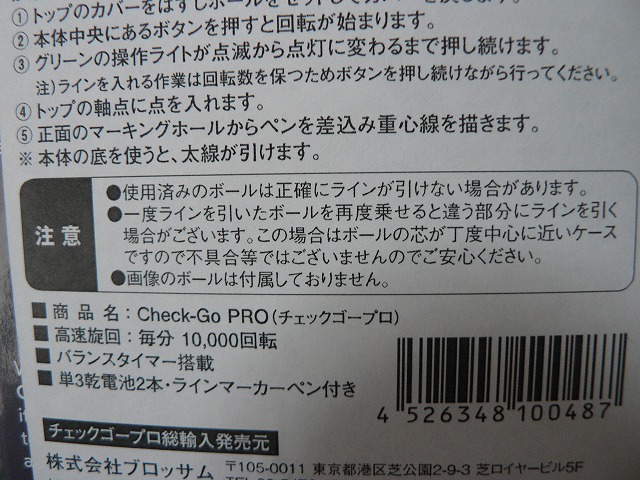 ①トップのカバーをはずしボールをセットしてカバーを戻します。
②本体中央にあるボタンを押すと回転が始まります。
③グリーンの操作ライトが点滅から点灯に変わるまで押し続けます。
注)ラインを入れる作業は回転数を保つためボタンを押し続けながら行ってください。
④トップの軸点に点を入れます。
⑤正面のマーキングホールからペンを差込み重心線を描きます。
※本体の底を使うと、太線が引けます。
注意
●使用済みのボールは正確にラインが引けない場合があります。
●一度ラインを引いたボールを再度乗せると違う部分にラインを引く
場合がございます。この場合はボールの芯が丁度中心に近いケース
ですので不具合等ではございませんのでご安心ください。
●画像のボールは付属しておりません。
■商品名：Check-Go PRO(チェックゴープロ)
■高速旋回：毎分 10,000回転
■バランスタイマー搭載
■単3乾電池2本・ラインマーカーペン付き
4 526348 100487
チェックゴープロ総輸入発売元
株式会社ブロッサム 〒105-0011 東京都港区芝公園2-9-3 芝ロイヤービル5F